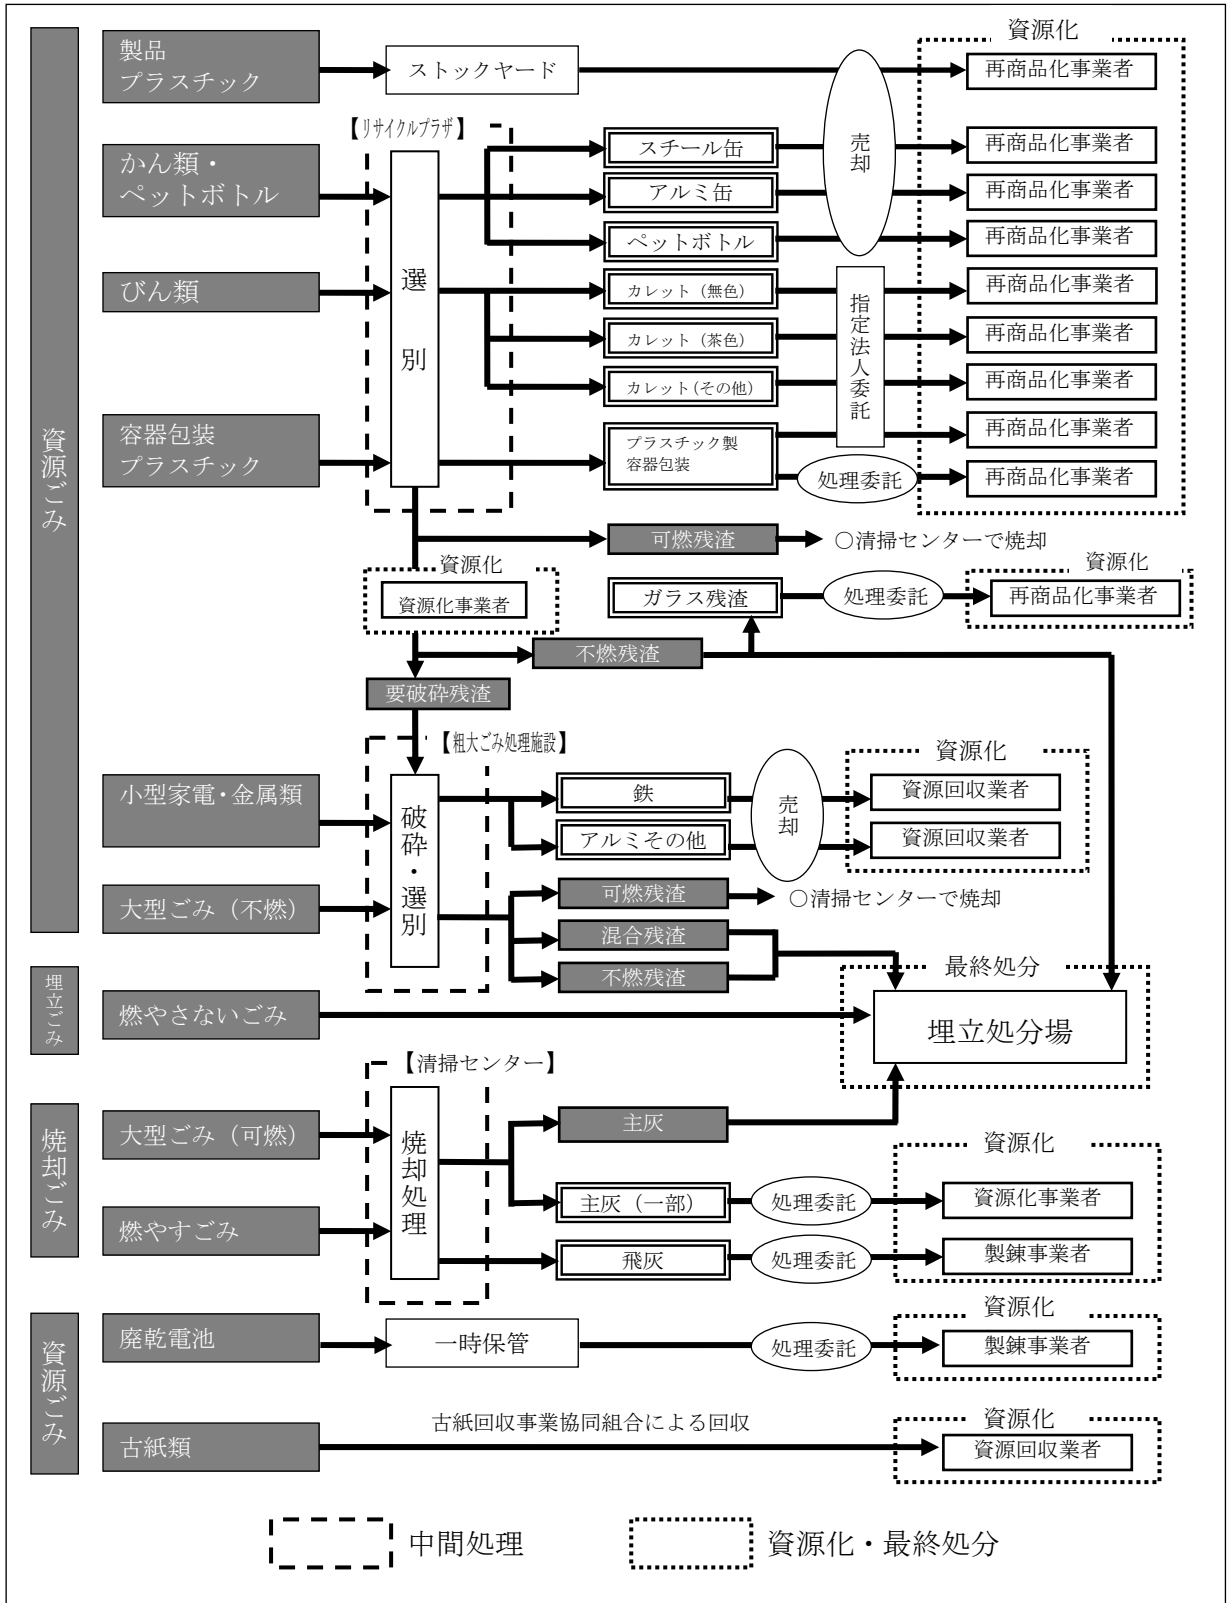 資源化
製品
プラスチック
ストックヤード
再商品化事業者
【リサイクルプラザ】
売却
かん類・
ペットボトル
スチール缶
再商品化事業者
アルミ缶
再商品化事業者
ペットボトル
再商品化事業者
選別
びん類
カレット（無色）
指定法人委託
再商品化事業者
カレット（茶色）
再商品化事業者
カレット（その他）
再商品化事業者
資源ごみ
容器包装
プラスチック
プラスチック製
容器包装
再商品化事業者
処理委託
再商品化事業者
可燃残渣
○清掃センターで焼却
資源化
資源化事業者
資源化
ガラス残渣
処理委託
再商品化事業者
不燃残渣
要破砕残渣
【粗大ごみ処理施設】
資源化
小型家電・金属類
破砕・選別
鉄
売却
資源回収業者
アルミその他
資源回収業者
大型ごみ（不燃）
可燃残渣
○清掃センターで焼却
混合残渣
不燃残渣
最終処分
埋立ごみ
燃やさないごみ
埋立処分場
【清掃センター】
焼却ごみ
大型ごみ（可燃）
焼却処理
主灰
資源化
燃やすごみ
主灰（一部）
処理委託
資源化事業者
飛灰
処理委託
製錬事業者
資源ごみ
資源化
廃乾電池
一時保管
処理委託
製錬事業者
古紙類
古紙回収事業協同組合による回収
資源化
資源回収業者
中間処理
資源化・最終処分